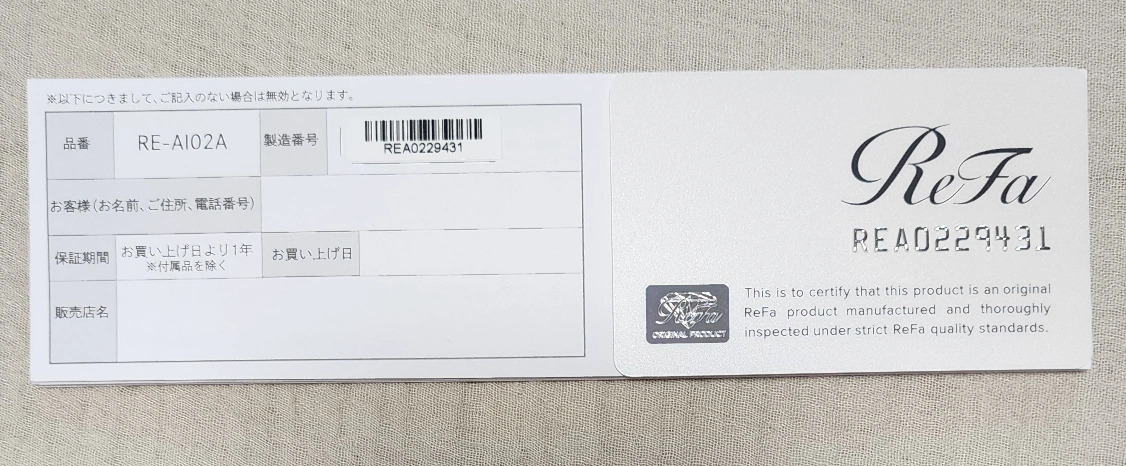 ※以下につきまして、ご記入のない場合は無効となります。
品番
RE-AI02A
製造番号
REA0229431
お客様(お名前、ご住所、電話番号)
保証期間
お買い上げ日より1年
※付属品を除く
お買い上げ日
販売店名
ReFa
REA0229431
ReFa
ORIGINAL PRODUCT
This is to certify that this product is an original
ReFa product manufactured and thoroughly
inspected under strict ReFa quality standards.